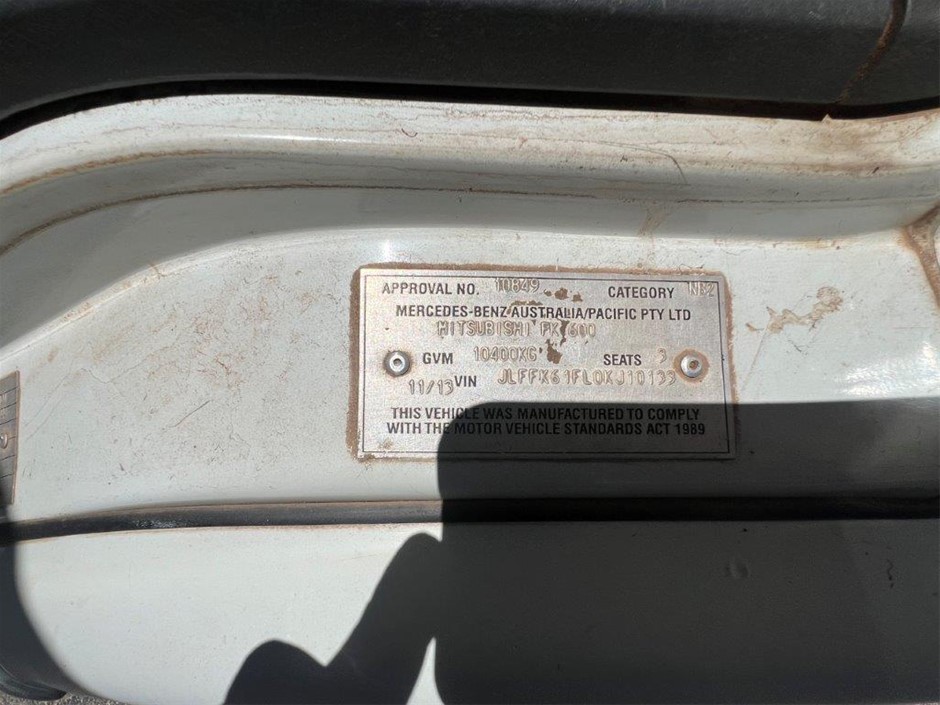 APPROVAL NO. 10849 CATEGORY NB2
MERCEDES-BENZ AUSTRALIA/PACIFIC PTY LTD
MITSUBISHI FK 600
GVM 10400KG SEATS 3
11/13 VIN JLFFK61FL0KJ10133
THIS VEHICLE WAS MANUFACTURED TO COMPLY
WITH THE MOTOR VEHICLE STANDARDS ACT 1989